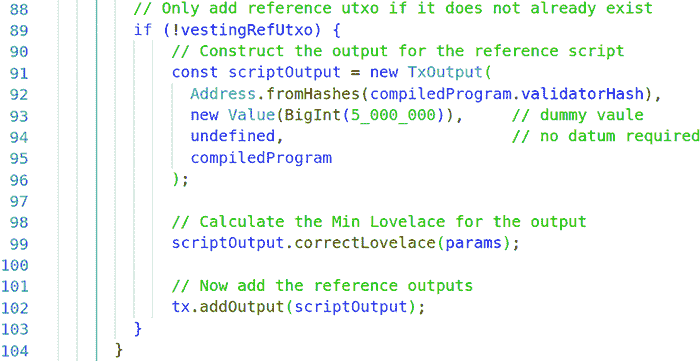 88 // Only add reference utxo if it does not already exist
89 if (!vestingRefUtxo) {
90 // Construct the output for the reference script
91 const scriptOutput = new TxOutput(
92 Address.fromHashes(compiledProgram.validatorHash),
93 new Value(BigInt(5_000_000)), // dummy vaule
94 undefined, // no datum required
95 compiledProgram
96 );
97
98 // Calculate the Min Lovelace for the output
99 scriptOutput.correctLovelace(params);
100
101 // Now add the reference outputs
102 tx.addOutput(scriptOutput);
103 }
104 }